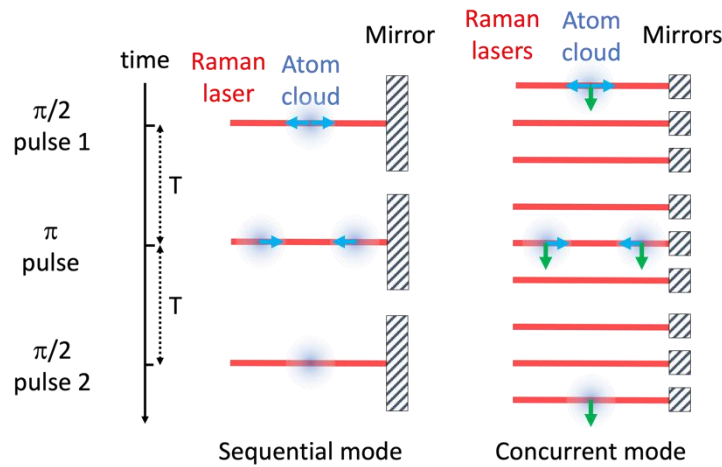 time
Raman
laser
Atom
cloud
Mirror
Raman
lasers
Atom
cloud
Mirrors
π/2
pulse 1
T
π
pulse
T
π/2
pulse 2
Sequential mode
Concurrent mode